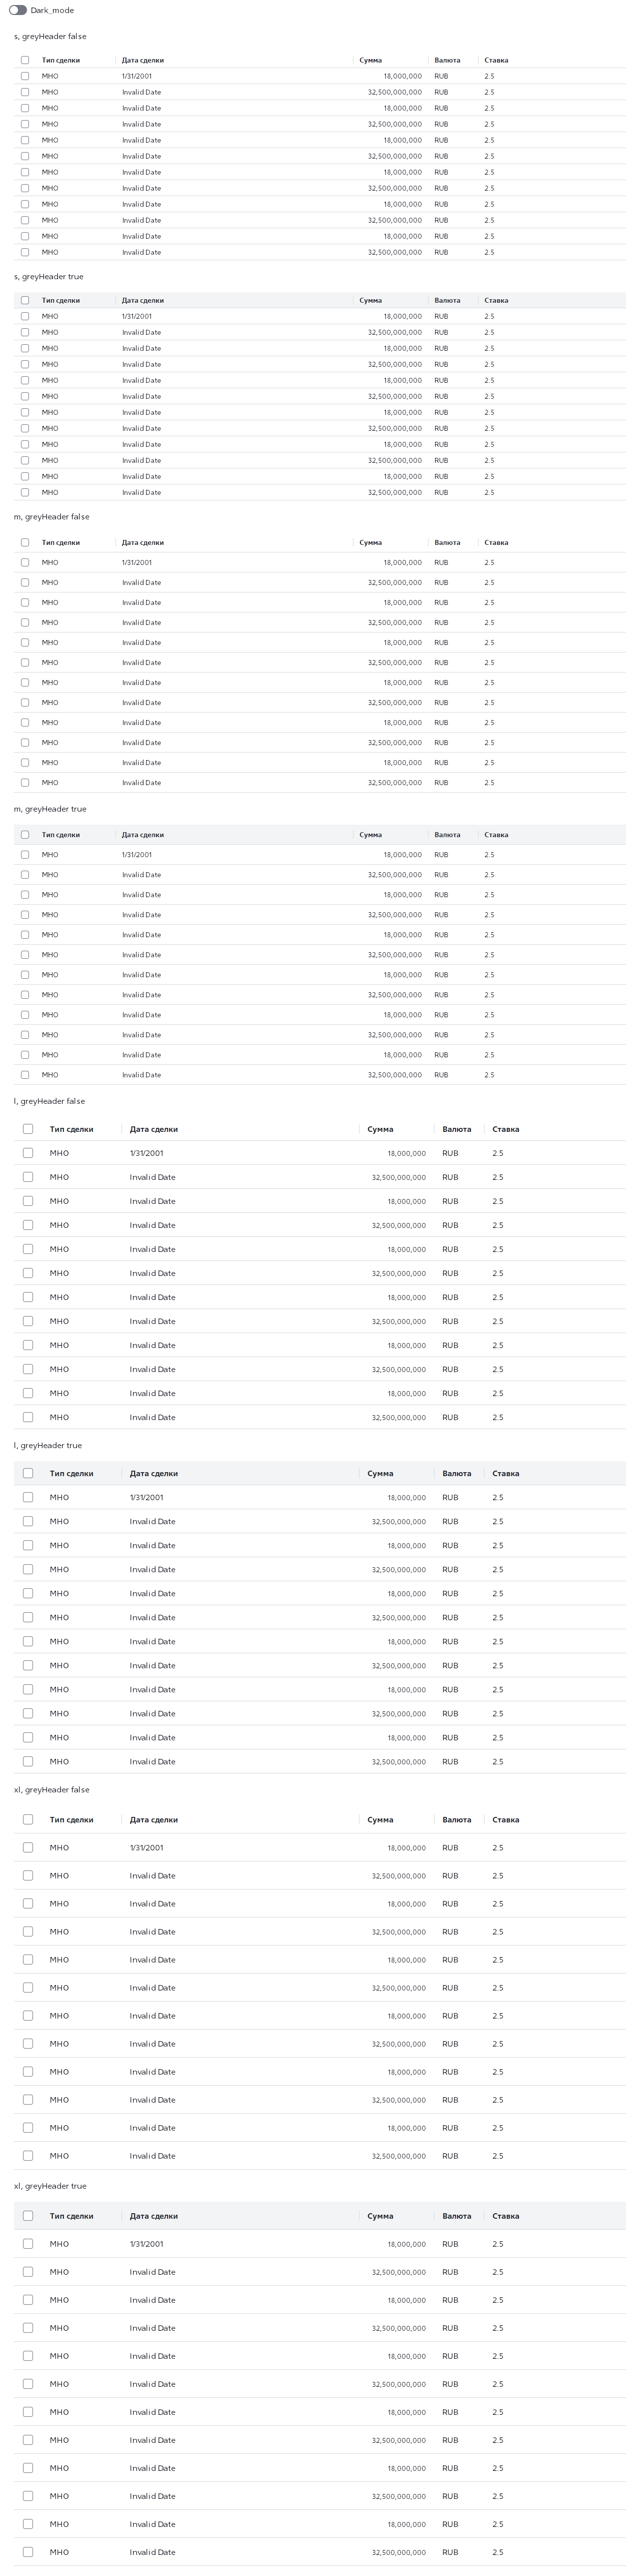 Dark_mode
s, greyHeader false
Тип сделки Дата сделки Сумма Валюта Ставка
МНО 1/31/2001 18,000,000 RUB 2.5
МНО Invalid Date 32,500,000,000 RUB 2.5
МНО Invalid Date 18,000,000 RUB 2.5
МНО Invalid Date 32,500,000,000 RUB 2.5
МНО Invalid Date 18,000,000 RUB 2.5
МНО Invalid Date 32,500,000,000 RUB 2.5
МНО Invalid Date 18,000,000 RUB 2.5
МНО Invalid Date 32,500,000,000 RUB 2.5
МНО Invalid Date 18,000,000 RUB 2.5
МНО Invalid Date 32,500,000,000 RUB 2.5
МНО Invalid Date 18,000,000 RUB 2.5
МНО Invalid Date 32,500,000,000 RUB 2.5
s, greyHeader true
Тип сделки Дата сделки Сумма Валюта Ставка
МНО 1/31/2001 18,000,000 RUB 2.5
МНО Invalid Date 32,500,000,000 RUB 2.5
МНО Invalid Date 18,000,000 RUB 2.5
МНО Invalid Date 32,500,000,000 RUB 2.5
МНО Invalid Date 18,000,000 RUB 2.5
МНО Invalid Date 32,500,000,000 RUB 2.5
МНО Invalid Date 18,000,000 RUB 2.5
МНО Invalid Date 32,500,000,000 RUB 2.5
МНО Invalid Date 18,000,000 RUB 2.5
МНО Invalid Date 32,500,000,000 RUB 2.5
МНО Invalid Date 18,000,000 RUB 2.5
МНО Invalid Date 32,500,000,000 RUB 2.5
m, greyHeader false
Тип сделки Дата сделки Сумма Валюта Ставка
МНО 1/31/2001 18,000,000 RUB 2.5
МНО Invalid Date 32,500,000,000 RUB 2.5
МНО Invalid Date 18,000,000 RUB 2.5
МНО Invalid Date 32,500,000,000 RUB 2.5
МНО Invalid Date 18,000,000 RUB 2.5
МНО Invalid Date 32,500,000,000 RUB 2.5
МНО Invalid Date 18,000,000 RUB 2.5
МНО Invalid Date 32,500,000,000 RUB 2.5
МНО Invalid Date 18,000,000 RUB 2.5
МНО Invalid Date 32,500,000,000 RUB 2.5
МНО Invalid Date 18,000,000 RUB 2.5
МНО Invalid Date 32,500,000,000 RUB 2.5
m, greyHeader true
Тип сделки Дата сделки Сумма Валюта Ставка
МНО 1/31/2001 18,000,000 RUB 2.5
МНО Invalid Date 32,500,000,000 RUB 2.5
МНО Invalid Date 18,000,000 RUB 2.5
МНО Invalid Date 32,500,000,000 RUB 2.5
МНО Invalid Date 18,000,000 RUB 2.5
МНО Invalid Date 32,500,000,000 RUB 2.5
МНО Invalid Date 18,000,000 RUB 2.5
МНО Invalid Date 32,500,000,000 RUB 2.5
МНО Invalid Date 18,000,000 RUB 2.5
МНО Invalid Date 32,500,000,000 RUB 2.5
МНО Invalid Date 18,000,000 RUB 2.5
МНО Invalid Date 32,500,000,000 RUB 2.5
l, greyHeader false
Тип сделки Дата сделки Сумма Валюта Ставка
МНО 1/31/2001 18,000,000 RUB 2.5
МНО Invalid Date 32,500,000,000 RUB 2.5
МНО Invalid Date 18,000,000 RUB 2.5
МНО Invalid Date 32,500,000,000 RUB 2.5
МНО Invalid Date 18,000,000 RUB 2.5
МНО Invalid Date 32,500,000,000 RUB 2.5
МНО Invalid Date 18,000,000 RUB 2.5
МНО Invalid Date 32,500,000,000 RUB 2.5
МНО Invalid Date 18,000,000 RUB 2.5
МНО Invalid Date 32,500,000,000 RUB 2.5
МНО Invalid Date 18,000,000 RUB 2.5
МНО Invalid Date 32,500,000,000 RUB 2.5
l, greyHeader true
Тип сделки Дата сделки Сумма Валюта Ставка
МНО 1/31/2001 18,000,000 RUB 2.5
МНО Invalid Date 32,500,000,000 RUB 2.5
МНО Invalid Date 18,000,000 RUB 2.5
МНО Invalid Date 32,500,000,000 RUB 2.5
МНО Invalid Date 18,000,000 RUB 2.5
МНО Invalid Date 32,500,000,000 RUB 2.5
МНО Invalid Date 18,000,000 RUB 2.5
МНО Invalid Date 32,500,000,000 RUB 2.5
МНО Invalid Date 18,000,000 RUB 2.5
МНО Invalid Date 32,500,000,000 RUB 2.5
МНО Invalid Date 18,000,000 RUB 2.5
МНО Invalid Date 32,500,000,000 RUB 2.5
xl, greyHeader false
Тип сделки Дата сделки Сумма Валюта Ставка
МНО 1/31/2001 18,000,000 RUB 2.5
МНО Invalid Date 32,500,000,000 RUB 2.5
МНО Invalid Date 18,000,000 RUB 2.5
МНО Invalid Date 32,500,000,000 RUB 2.5
МНО Invalid Date 18,000,000 RUB 2.5
МНО Invalid Date 32,500,000,000 RUB 2.5
МНО Invalid Date 18,000,000 RUB 2.5
МНО Invalid Date 32,500,000,000 RUB 2.5
МНО Invalid Date 18,000,000 RUB 2.5
МНО Invalid Date 32,500,000,000 RUB 2.5
МНО Invalid Date 18,000,000 RUB 2.5
МНО Invalid Date 32,500,000,000 RUB 2.5
xl, greyHeader true
Тип сделки Дата сделки Сумма Валюта Ставка
МНО 1/31/2001 18,000,000 RUB 2.5
МНО Invalid Date 32,500,000,000 RUB 2.5
МНО Invalid Date 18,000,000 RUB 2.5
МНО Invalid Date 32,500,000,000 RUB 2.5
МНО Invalid Date 18,000,000 RUB 2.5
МНО Invalid Date 32,500,000,000 RUB 2.5
МНО Invalid Date 18,000,000 RUB 2.5
МНО Invalid Date 32,500,000,000 RUB 2.5
МНО Invalid Date 18,000,000 RUB 2.5
МНО Invalid Date 32,500,000,000 RUB 2.5
МНО Invalid Date 18,000,000 RUB 2.5
МНО Invalid Date 32,500,000,000 RUB 2.5